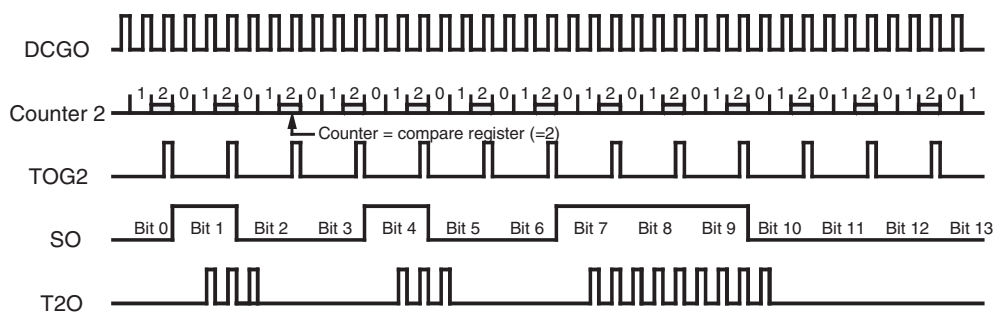 DCGO
Counter 2 1 2 0 1 2 0 1 2 0 1 2 0 1 2 0 1 2 0 1 2 0 1 2 0 1 2 0 1 2 0 1 2 0 1 2 0 1 2 0 1
Counter = compare register (=2)
TOG2
SO Bit 0 Bit 1 Bit 2 Bit 3 Bit 4 Bit 5 Bit 6 Bit 7 Bit 8 Bit 9 Bit 10 Bit 11 Bit 12 Bit 13
T2O